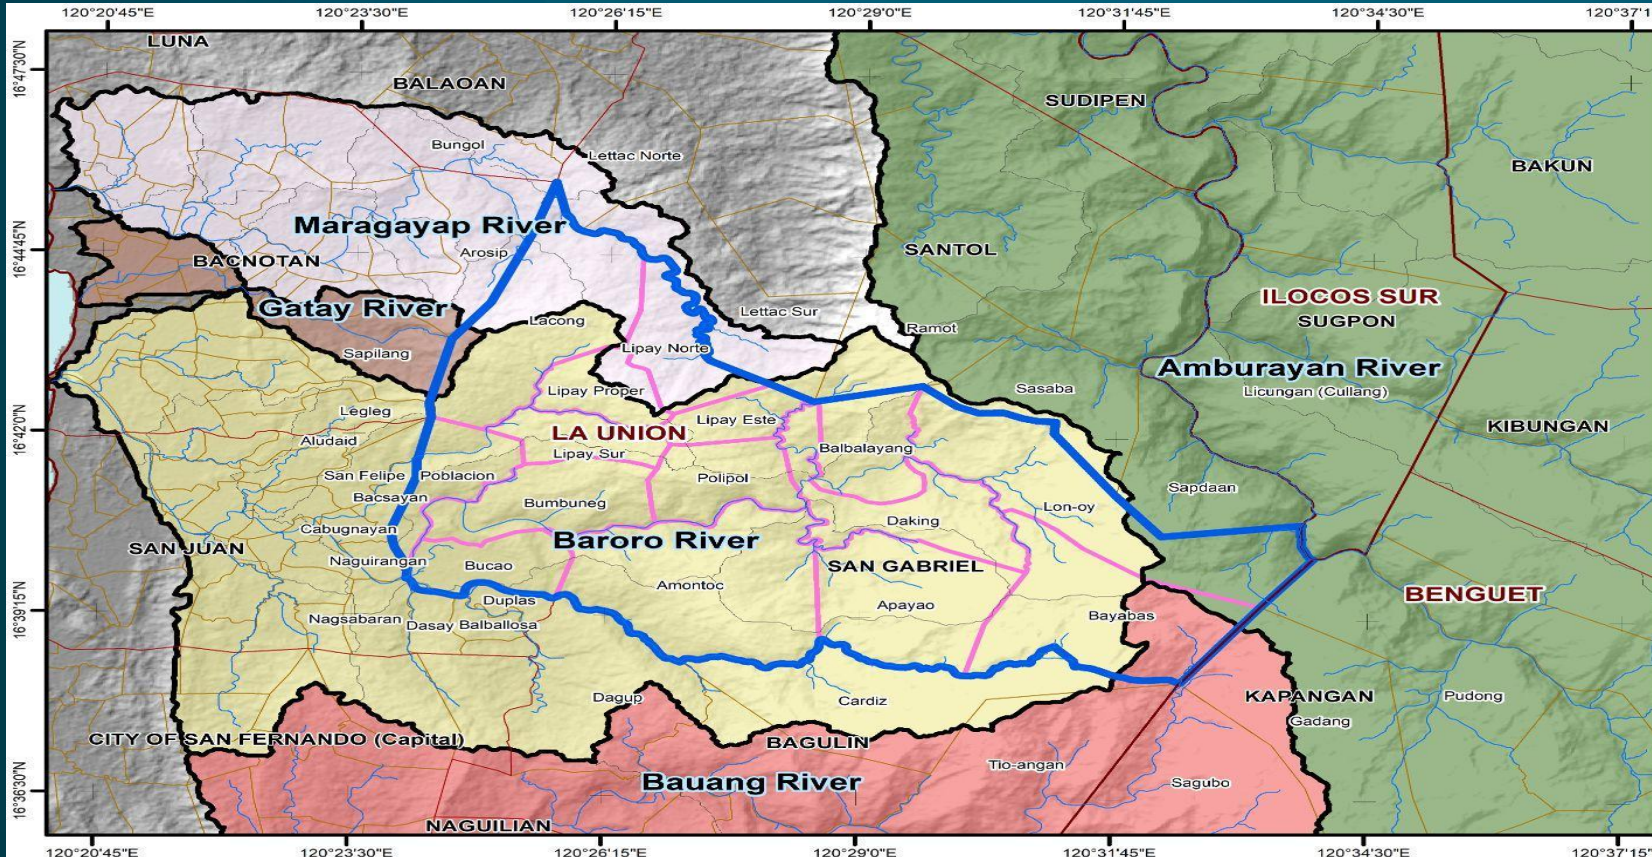 120°20'45"E 120°23'30"E 120°26'15"E 120°29'0"E 120°31'45"E 120°34'30"E 120°37'1
LUNA
16°47'30"N
BALAOAN
SUDIPEN
Bungol
Lettac Norte
BAKUN
Maragayap River
16°44'45"N
Arosip
SANTOL
BACNOTAN
ILOCOS SUR
SUGPON
Gatay River
Lacong
Lettac Sur
Ramot
Sapilang
Lipay Norte
Amburayan River
Lipay Proper
Sasaba
Licungan (Cullang)
Legleg
Lipay Este
16°42'0"N
LA UNION
KIBUNGAN
Aludaid
Lipay Sur
Balbalayang
San Felipe
Poblacion
Polipol
Sapdaan
Bacsayan
Bumbuneg
Lon-oy
Cabugnayan
Daking
SAN JUAN
Baroro River
Naguirangan
Bucao
SAN GABRIEL
Amontoc
BENGUET
Duplas
Apayao
16°39'15"N
Nagsabaran
Dasay
Balballosa
Bayabas
Dagup
Cardiz
KAPANGAN
Pudong
Gadang
CITY OF SAN FERNANDO (Capital)
BAGULIN
Tio-angan
Bauang River
Sagubo
16°36'30"N
NAGUILIAN
120°20'45"E 120°23'30"E 120°26'15"E 120°29'0"E 120°31'45"E 120°34'30"E 120°37'15"